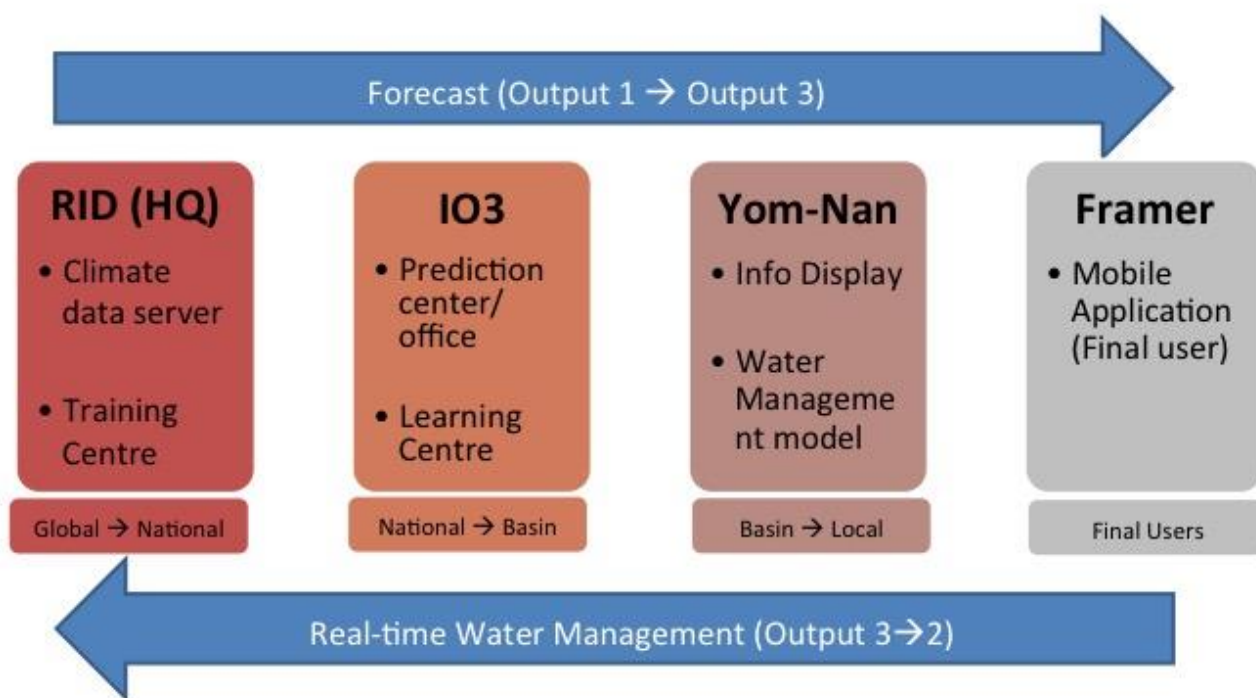 Forecast (Output 1 → Output 3)
RID (HQ)
• Climate
data server
• Training
Centre
Global → National
IO3
• Prediction
center/
office
• Learning
Centre
National → Basin
Yom-Nan
• Info Display
• Water
Manageme
nt model
Basin → Local
Framer
• Mobile
Application
(Final user)
Final Users
Real-time Water Management (Output 3→2)